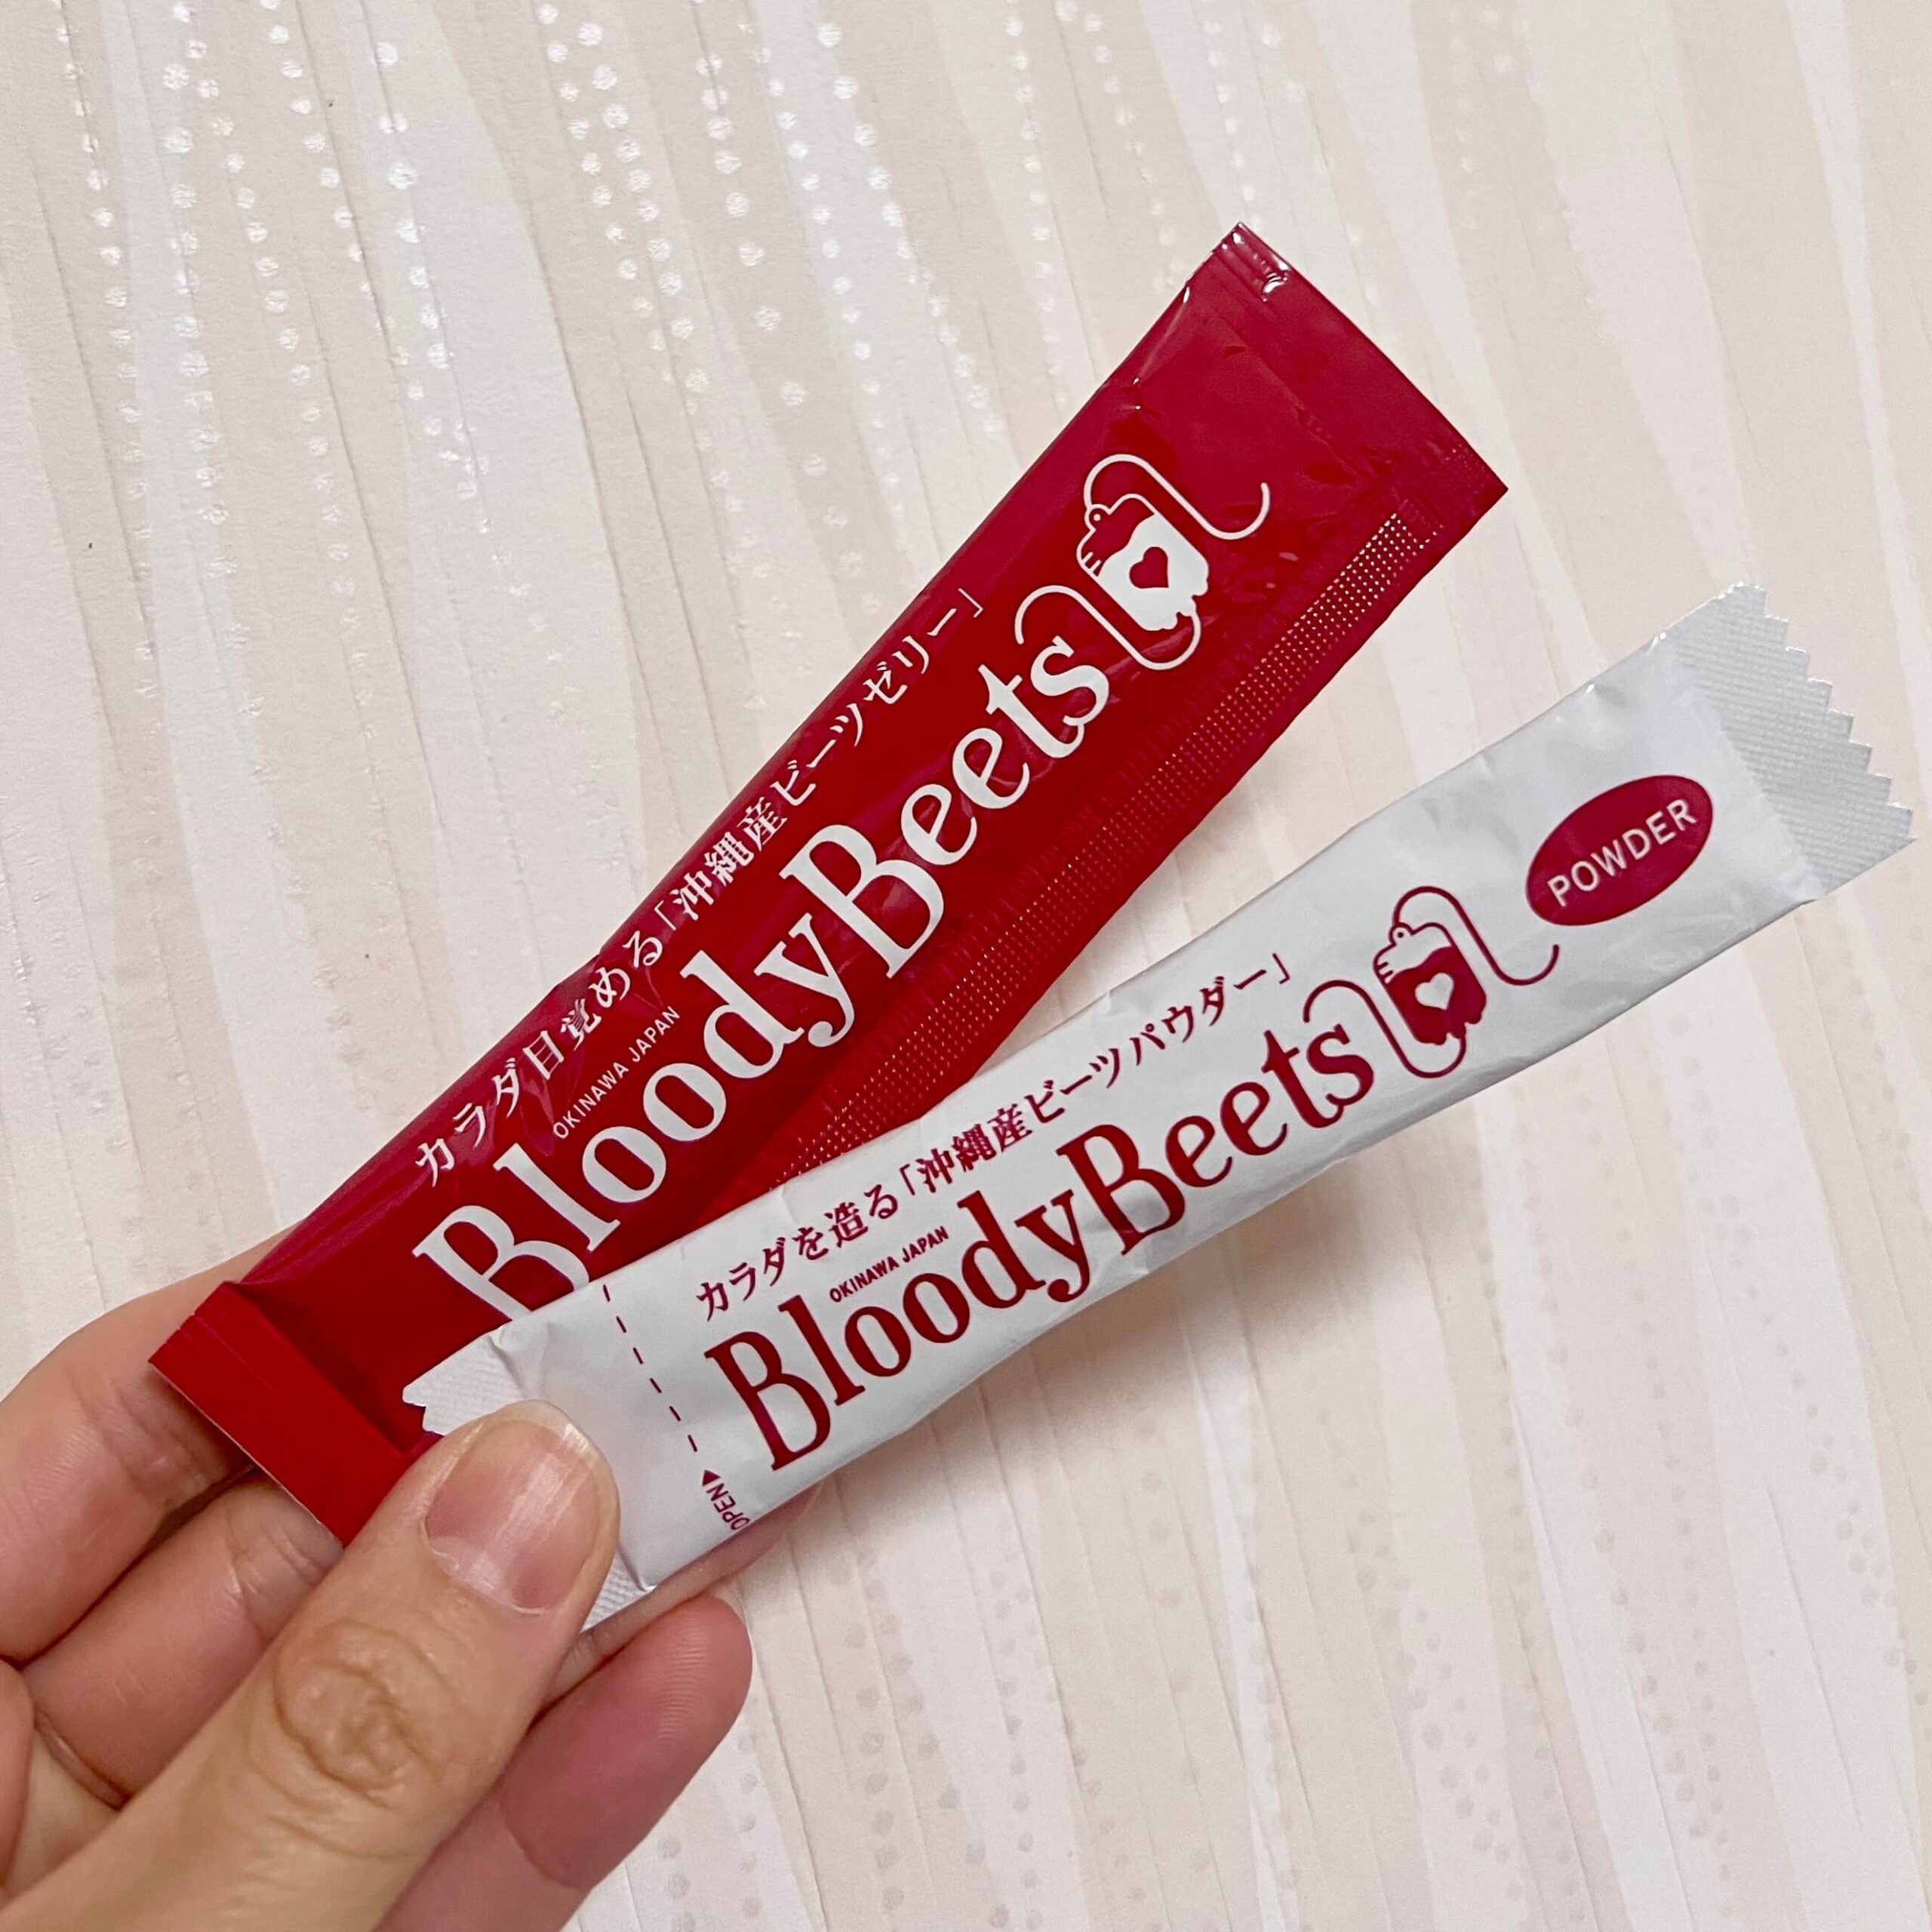 カラダ目覚める「沖縄産ビーツゼリー」
OKINAWA JAPAN
BloodyBeets
カラダを造る「沖縄産ビーツパウダー」
OKINAWA JAPAN
BloodyBeets
POWDER
OPEN▲